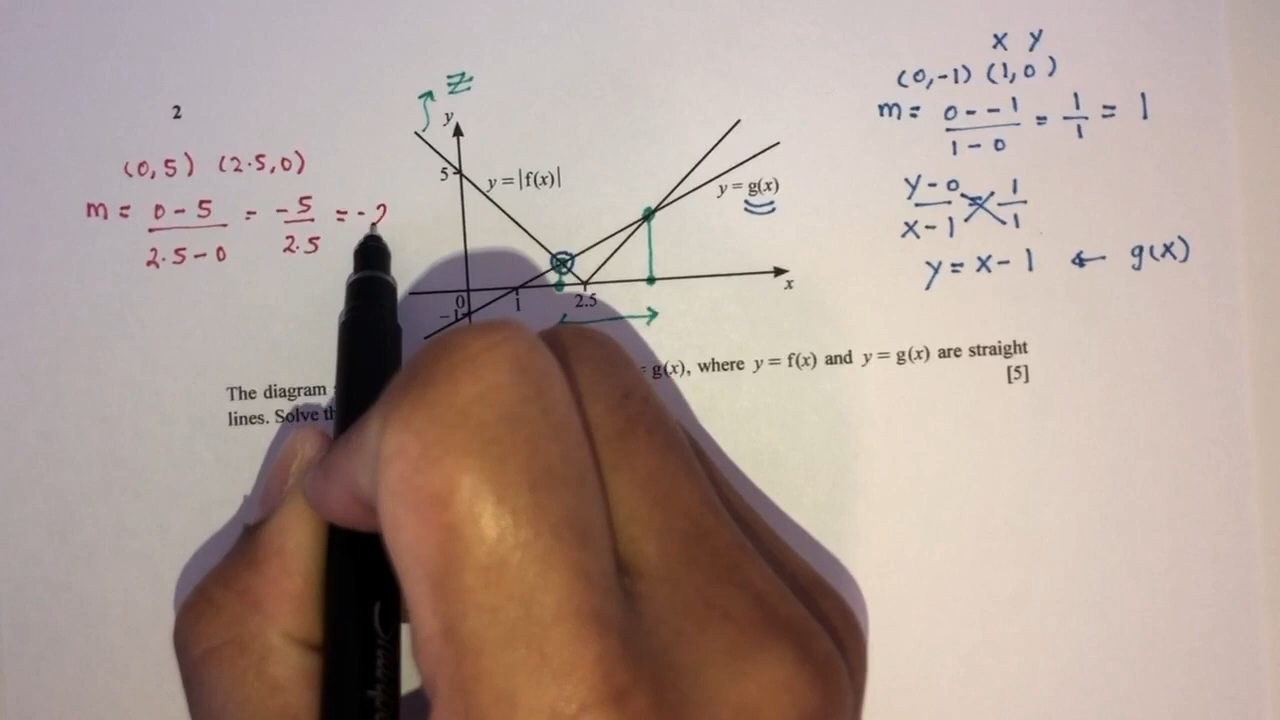 2
(0,5) (2.5,0)
m = 0-5 / 2.5-0 = -5 / 2.5 = -2
z
y
5
y = |f(x)|
y = g(x)
0
1
2.5
x
-1
x y
(0,-1) (1,0)
m = 0--1 / 1-0 = 1/1 = 1
y-0 / x-1 = 1/1
y = x-1 ← g(x)
The diagram = g(x), where y = f(x) and y = g(x) are straight
lines. Solve th
[5]